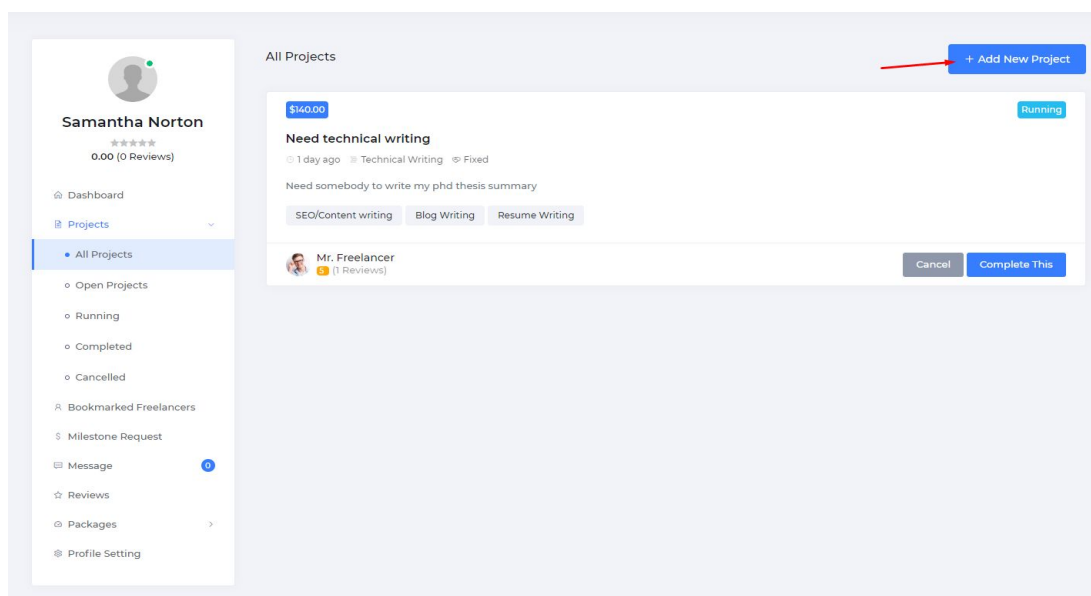 Samantha Norton
0.00 (0 Reviews)
Dashboard
Projects
All Projects
Open Projects
Running
Completed
Cancelled
Bookmarked Freelancers
Milestone Request
Message 0
Reviews
Packages
Profile Setting
All Projects
+ Add New Project
$140.00
Running
Need technical writing
1 day ago Technical Writing Fixed
Need somebody to write my phd thesis summary
SEO/Content writing Blog Writing Resume Writing
Mr. Freelancer
5 (1 Reviews)
Cancel Complete This